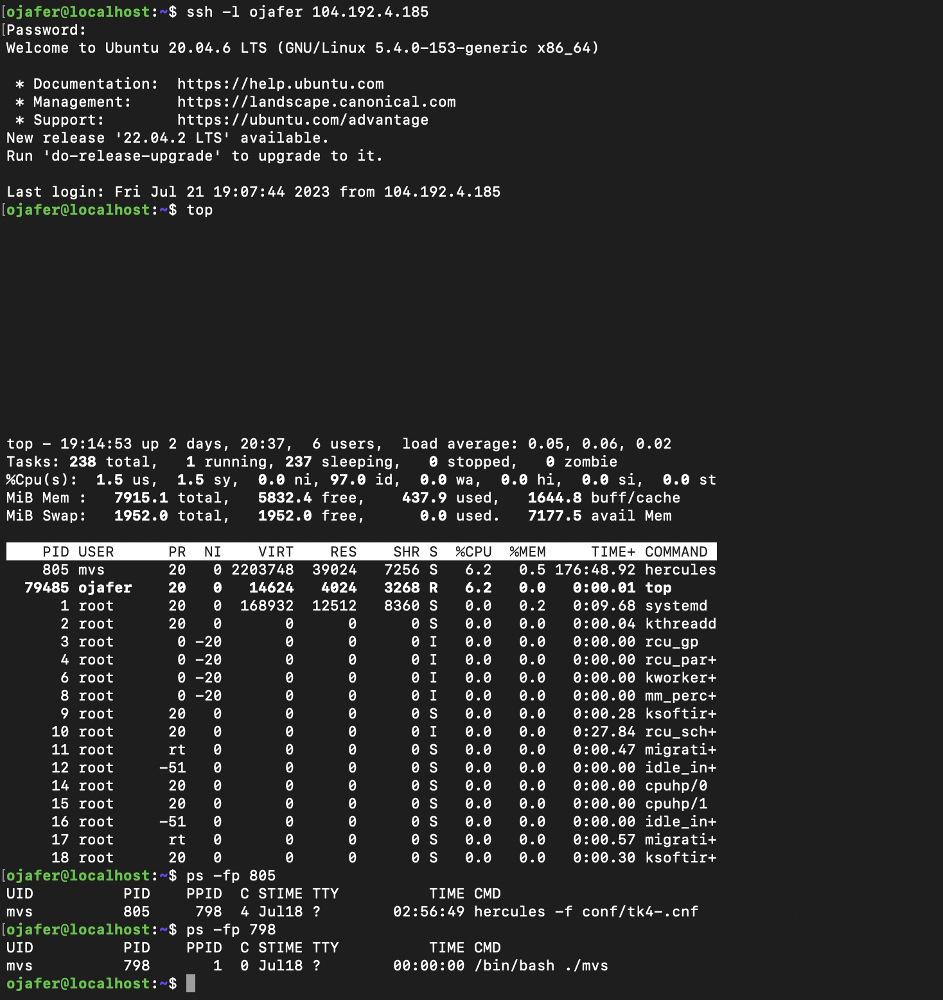 [ojafer@localhost:~$ ssh -l ojafer 104.192.4.185
[Password:
Welcome to Ubuntu 20.04.6 LTS (GNU/Linux 5.4.0-153-generic x86_64)

 * Documentation:  https://help.ubuntu.com
 * Management:     https://landscape.canonical.com
 * Support:        https://ubuntu.com/advantage
New release '22.04.2 LTS' available.
Run 'do-release-upgrade' to upgrade to it.

Last login: Fri Jul 21 19:07:44 2023 from 104.192.4.185
[ojafer@localhost:~$ top

top - 19:14:53 up 2 days, 20:37,  6 users,  load average: 0.05, 0.06, 0.02
Tasks: 238 total,   1 running, 237 sleeping,   0 stopped,   0 zombie
%Cpu(s):  1.5 us,  1.5 sy,  0.0 ni, 97.0 id,  0.0 wa,  0.0 hi,  0.0 si,  0.0 st
MiB Mem :   7915.1 total,   5832.4 free,    437.9 used,   1644.8 buff/cache
MiB Swap:   1952.0 total,   1952.0 free,      0.0 used.   7177.5 avail Mem

    PID USER      PR  NI    VIRT    RES    SHR S  %CPU  %MEM     TIME+ COMMAND
    805 mvs       20   0 2203748  39024   7256 S   6.2   0.5 176:48.92 hercules
  79485 ojafer    20   0   14624   4024   3268 R   6.2   0.0   0:00.01 top
      1 root      20   0  168932  12512   8360 S   0.0   0.2   0:09.68 systemd
      2 root      20   0       0      0      0 S   0.0   0.0   0:00.04 kthreadd
      3 root       0 -20       0      0      0 I   0.0   0.0   0:00.00 rcu_gp
      4 root       0 -20       0      0      0 I   0.0   0.0   0:00.00 rcu_par+
      6 root       0 -20       0      0      0 I   0.0   0.0   0:00.00 kworker+
      8 root       0 -20       0      0      0 I   0.0   0.0   0:00.00 mm_perc+
      9 root      20   0       0      0      0 S   0.0   0.0   0:00.28 ksoftir+
     10 root      20   0       0      0      0 I   0.0   0.0   0:27.84 rcu_sch+
     11 root      rt   0       0      0      0 S   0.0   0.0   0:00.47 migrati+
     12 root     -51   0       0      0      0 S   0.0   0.0   0:00.00 idle_in+
     14 root      20   0       0      0      0 S   0.0   0.0   0:00.00 cpuhp/0
     15 root      20   0       0      0      0 S   0.0   0.0   0:00.00 cpuhp/1
     16 root     -51   0       0      0      0 S   0.0   0.0   0:00.00 idle_in+
     17 root      rt   0       0      0      0 S   0.0   0.0   0:00.57 migrati+
     18 root      20   0       0      0      0 S   0.0   0.0   0:00.30 ksoftir+
[ojafer@localhost:~$ ps -fp 805
UID          PID    PPID  C STIME TTY          TIME CMD
mvs          805     798  4 Jul18 ?        02:56:49 hercules -f conf/tk4-.cnf
[ojafer@localhost:~$ ps -fp 798
UID          PID    PPID  C STIME TTY          TIME CMD
mvs          798       1  0 Jul18 ?        00:00:00 /bin/bash ./mvs
ojafer@localhost:~$